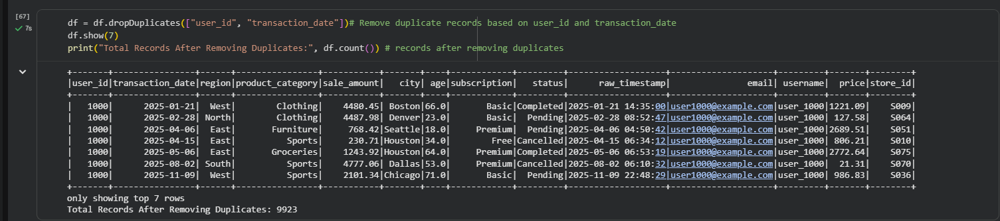 [67]
7s
df = df.dropDuplicates(["user_id", "transaction_date"])# Remove duplicate records based on user_id and transaction_date
df.show(7)
print("Total Records After Removing Duplicates:", df.count()) # records after removing duplicates
+-------+----------------+------+----------------+-----------+-------+----+------------+---------+-------------------+--------------------+---------+-------+--------+
|user_id|transaction_date|region|product_category|sale_amount|   city| age|subscription|   status|      raw_timestamp|               email| username|  price|store_id|
+-------+----------------+------+----------------+-----------+-------+----+------------+---------+-------------------+--------------------+---------+-------+--------+
|   1000|      2025-01-21|  West|        Clothing|    4480.45| Boston|66.0|       Basic|Completed|2025-01-21 14:35:00|user1000@example.com|user_1000|1221.09|    S009|
|   1000|      2025-02-28| North|        Clothing|    4487.98| Denver|23.0|       Basic|  Pending|2025-02-28 08:52:47|user1000@example.com|user_1000| 127.58|    S064|
|   1000|      2025-04-06|  East|       Furniture|     768.42|Seattle|18.0|     Premium|  Pending|2025-04-06 04:50:42|user1000@example.com|user_1000|2689.51|    S051|
|   1000|      2025-04-15|  East|          Sports|     230.71|Houston|34.0|        Free|Cancelled|2025-04-15 06:34:12|user1000@example.com|user_1000| 806.21|    S010|
|   1000|      2025-05-06|  East|       Groceries|    1243.92|Houston|64.0|     Premium|Completed|2025-05-06 06:53:19|user1000@example.com|user_1000|2772.64|    S075|
|   1000|      2025-08-02| South|          Sports|    4777.06| Dallas|53.0|     Premium|Cancelled|2025-08-02 06:10:32|user1000@example.com|user_1000|  21.31|    S070|
|   1000|      2025-11-09|  West|          Sports|    2101.34|Chicago|71.0|       Basic|  Pending|2025-11-09 22:48:29|user1000@example.com|user_1000| 986.83|    S036|
+-------+----------------+------+----------------+-----------+-------+----+------------+---------+-------------------+--------------------+---------+-------+--------+
only showing top 7 rows
Total Records After Removing Duplicates: 9923